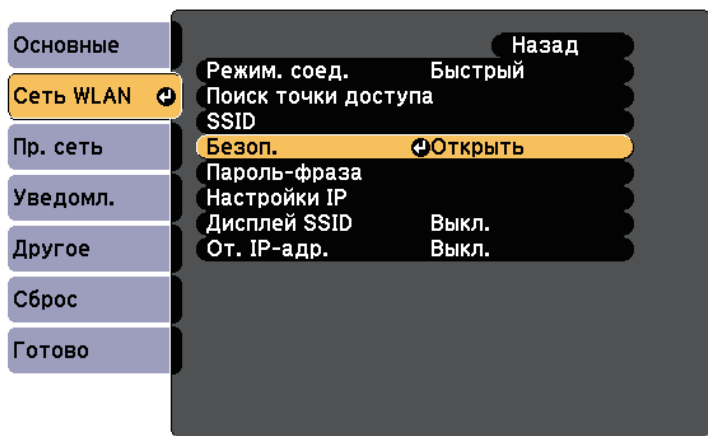 Основные
Сеть WLAN
Пр. сеть
Уведомл.
Другое
Сброс
Готово
Назад
Режим. соед. Быстрый
Поиск точки доступа
SSID
Безоп. Открыть
Пароль-фраза
Настройки IP
Дисплей SSID Выкл.
От. IP-адр. Выкл.